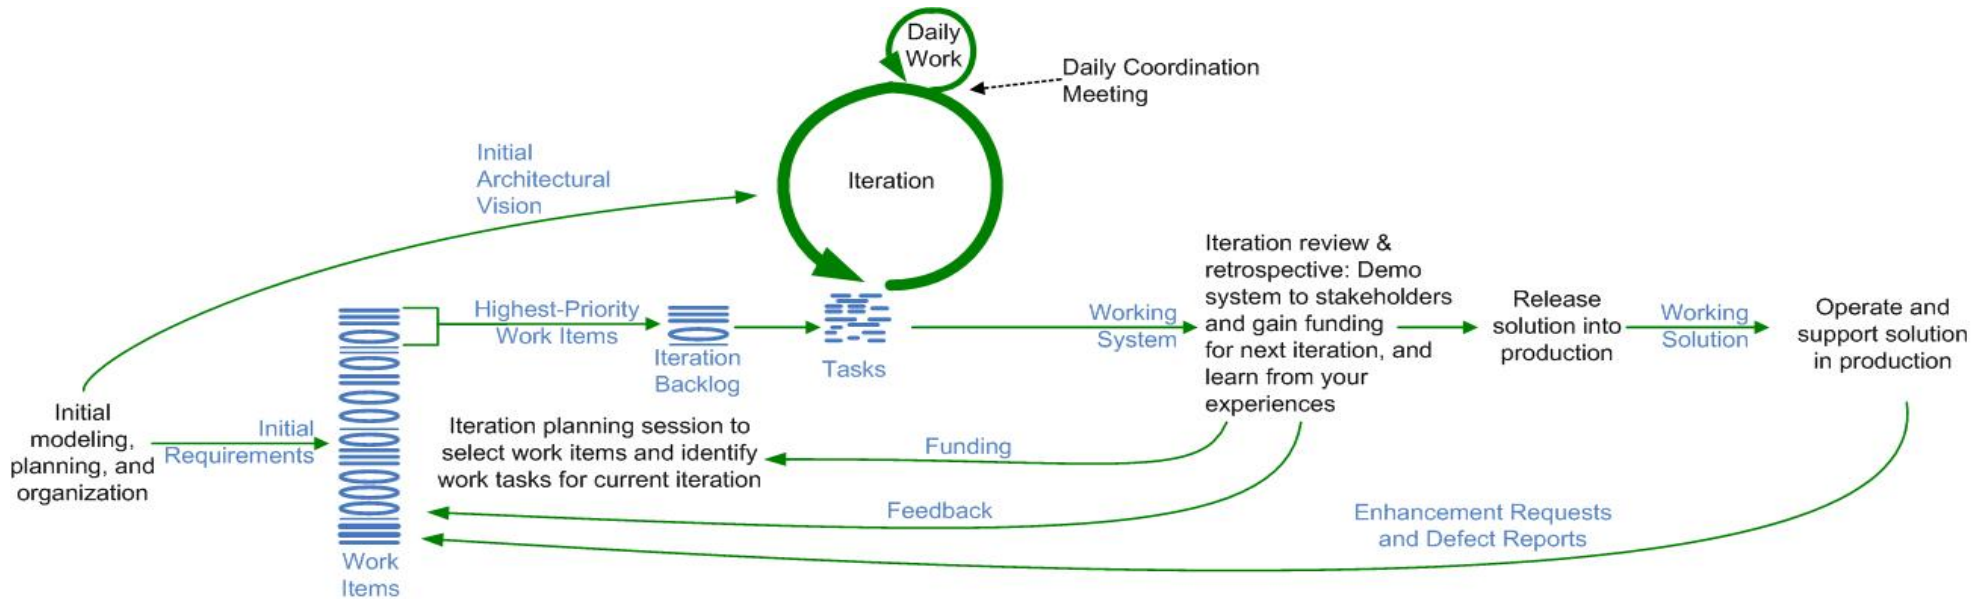 Daily
Work
Daily Coordination
Meeting
Initial
Architectural
Vision
Iteration
Iteration review &
retrospective: Demo
system to stakeholders
and gain funding
for next iteration, and
learn from your
experiences
Highest-Priority
Work Items
Iteration
Backlog
Tasks
Working
System
Release
solution into
production
Working
Solution
Operate and
support solution
in production
Initial
modeling,
planning, and
organization
Initial
Requirements
Iteration planning session to
select work items and identify
work tasks for current iteration
Funding
Feedback
Enhancement Requests
and Defect Reports
Work
Items